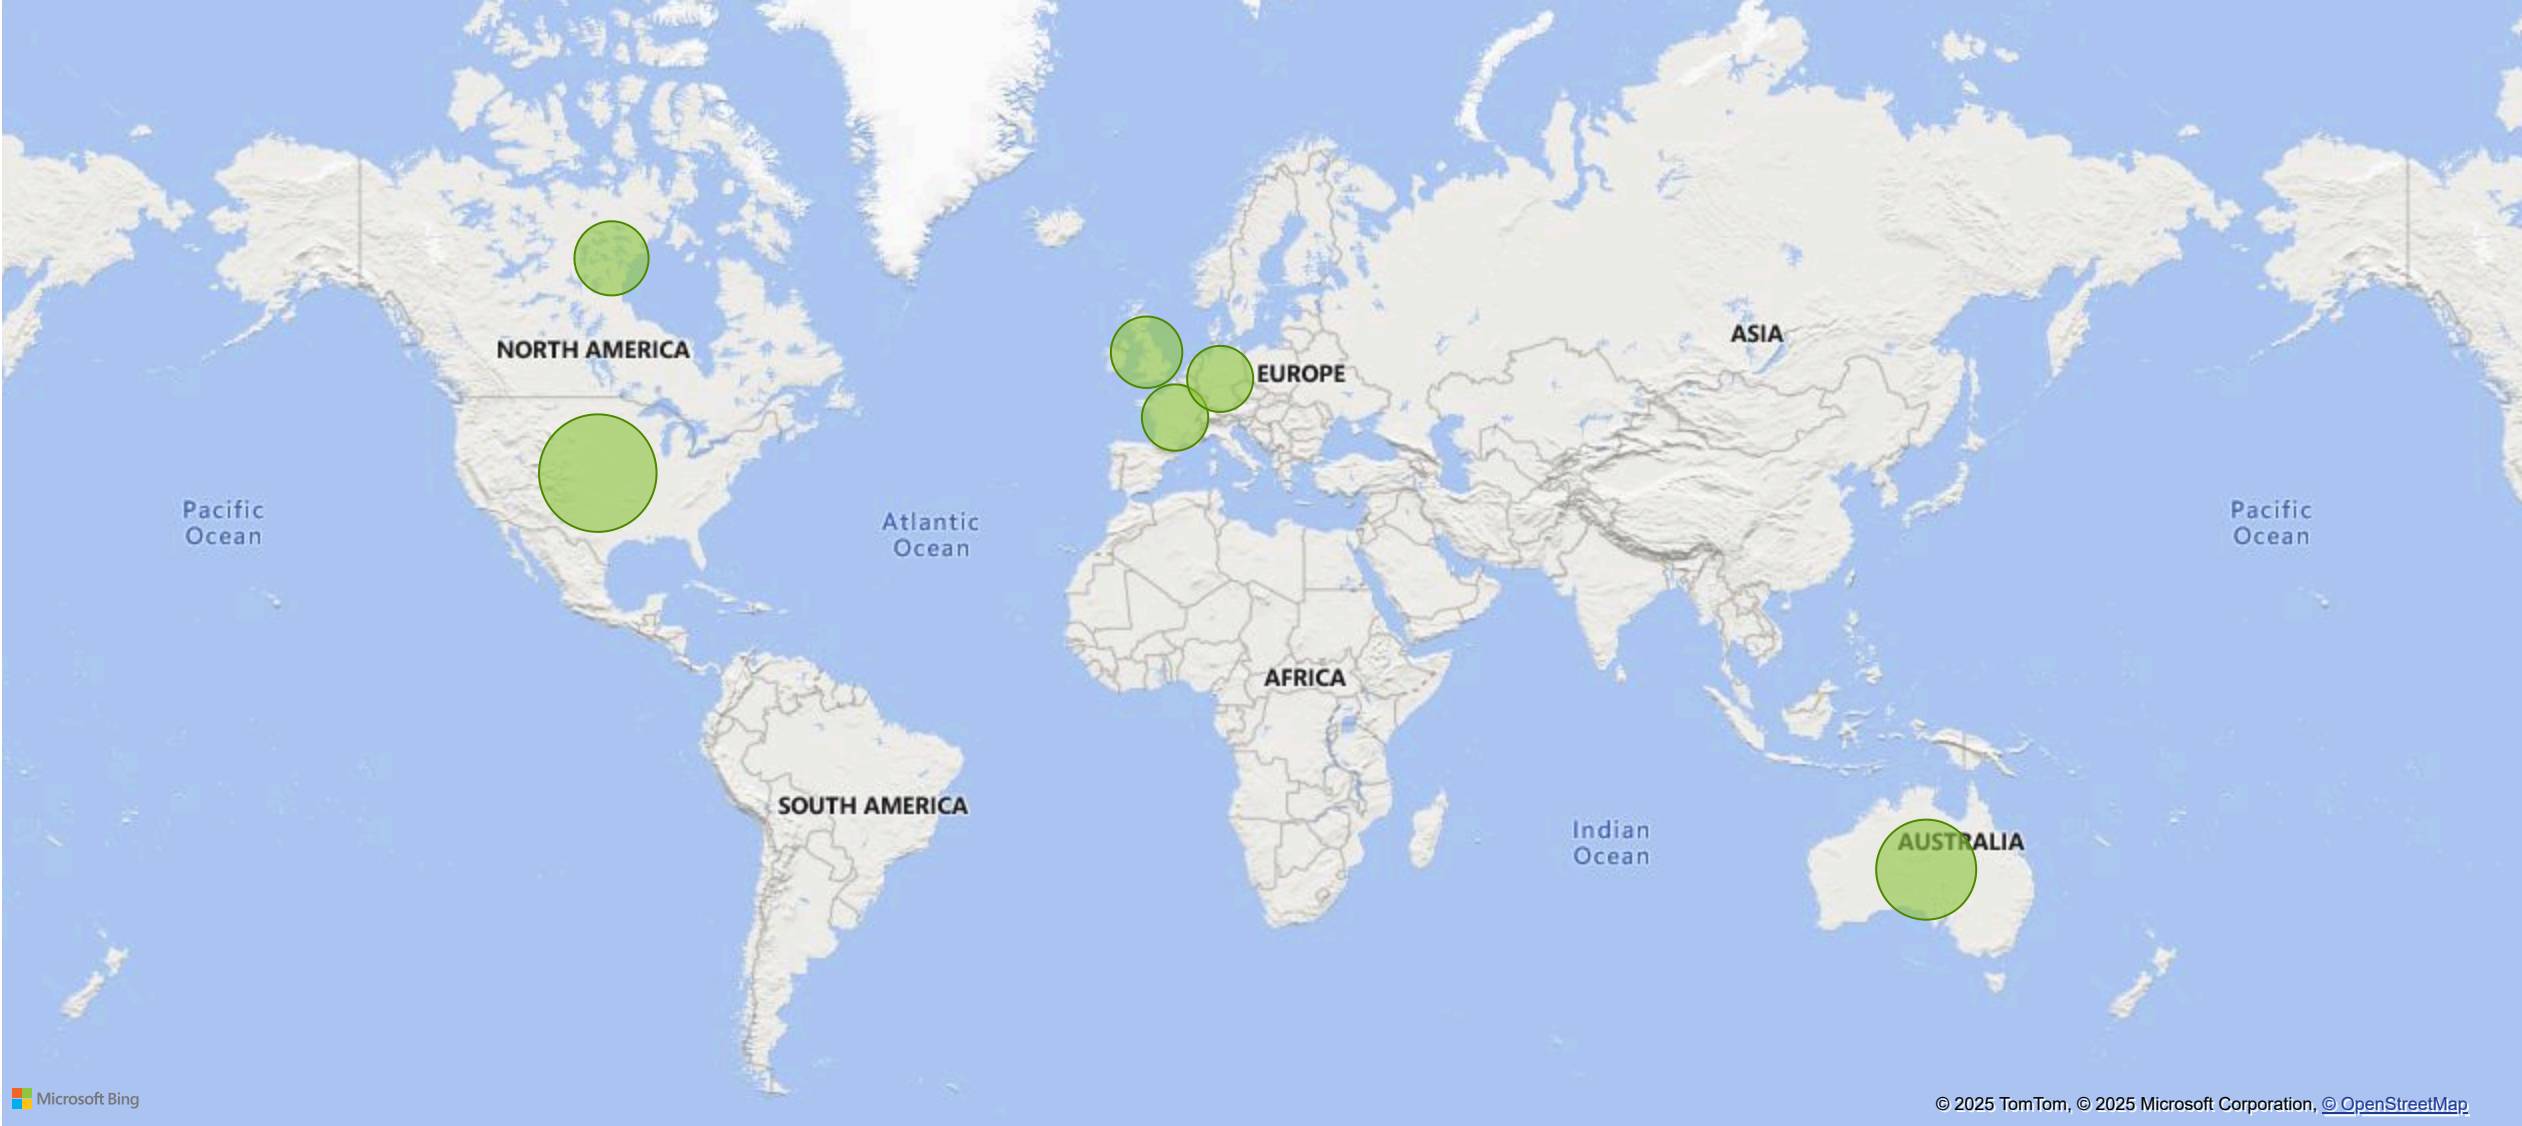 NORTH AMERICA
EUROPE
ASIA
Pacific
Ocean
Atlantic
Ocean
Pacific
Ocean
AFRICA
SOUTH AMERICA
Indian
Ocean
AUSTRALIA
Microsoft Bing
© 2025 TomTom, © 2025 Microsoft Corporation, © OpenStreetMap